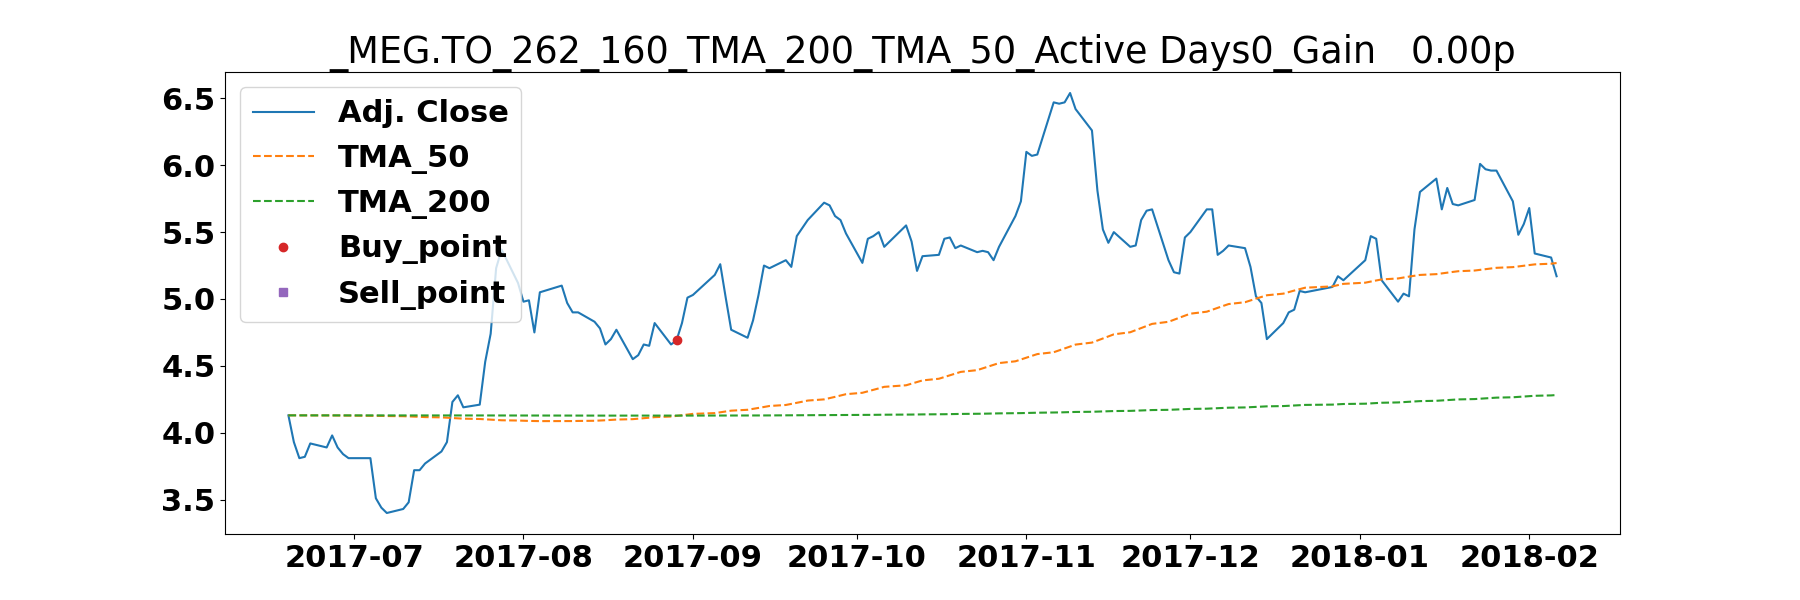 _MEG.TO_262_160_TMA_200_TMA_50_Active Days0_Gain   0.00p
6.5
6.0
5.5
5.0
4.5
4.0
3.5
Adj. Close
TMA_50
TMA_200
Buy_point
Sell_point
2017-07 2017-08 2017-09 2017-10 2017-11 2017-12 2018-01 2018-02